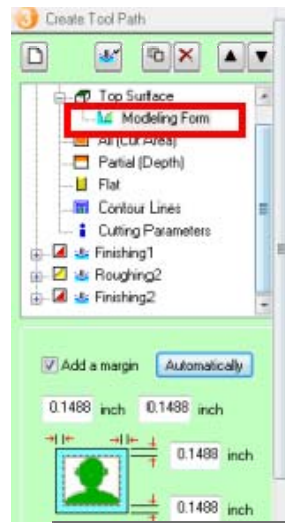 3 Create Tool Path
Top Surface
Modeling Form
All (Cut Area)
Partial (Depth)
Flat
Contour Lines
Cutting Parameters
Finishing1
Roughing2
Finishing2
Add a margin Automatically
0.1488 inch 0.1488 inch
0.1488 inch
0.1488 inch